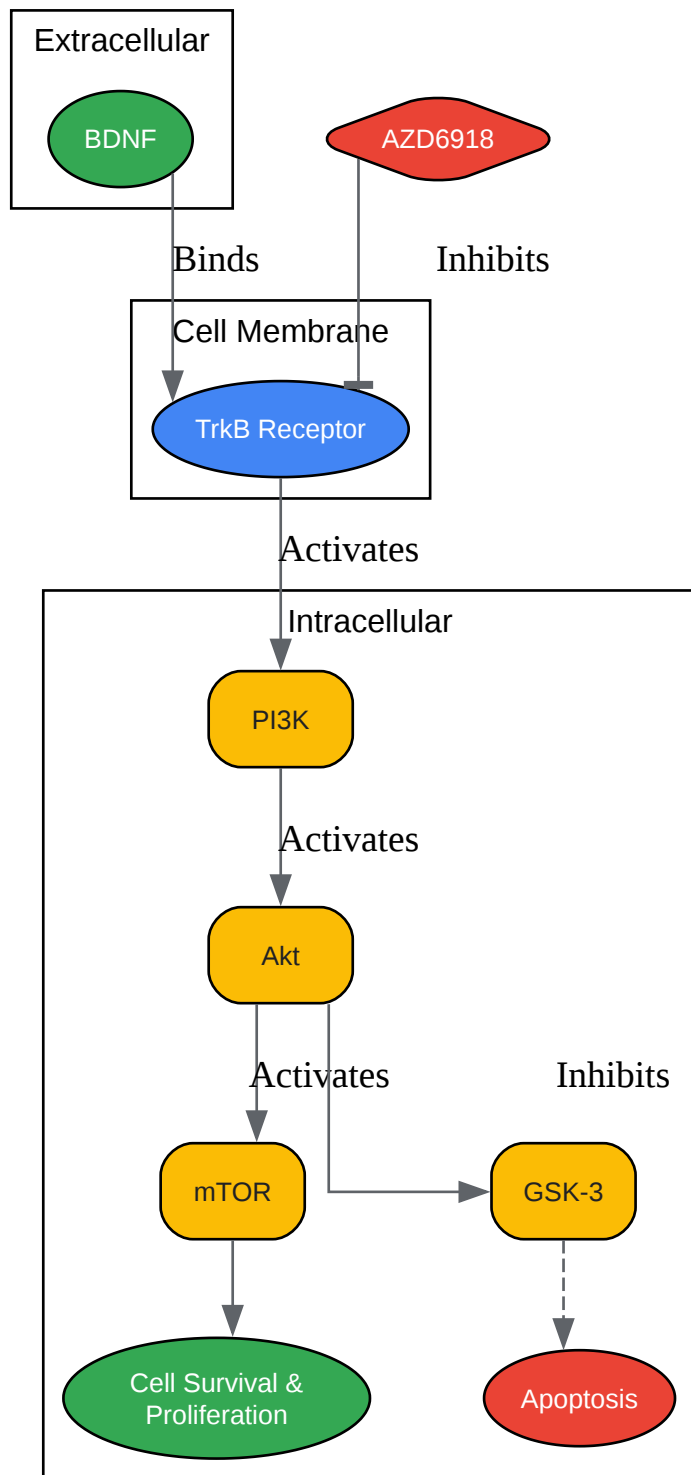 Extracellular
BDNF
AZD6918
Binds
Inhibits
Cell Membrane
TrkB Receptor
Activates
Intracellular
PI3K
Activates
Akt
Activates
Inhibits
mTOR
GSK-3
Cell Survival &
Proliferation
Apoptosis